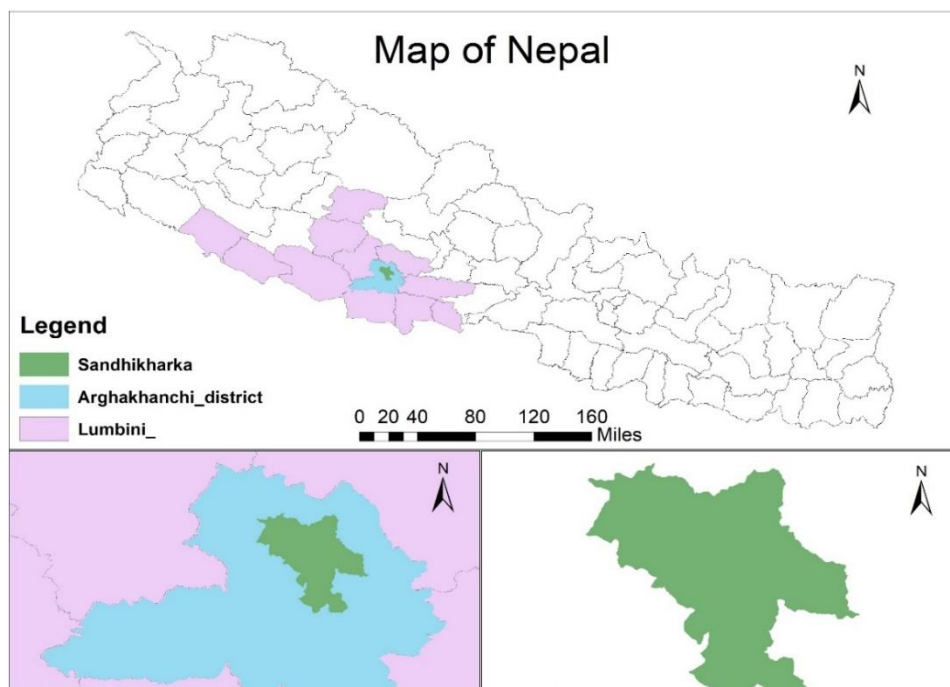 Map of Nepal
N
Legend
Sandhikharka
Arghakhanchi_district
Lumbini_
0 20 40 80 120 160
Miles
N
N